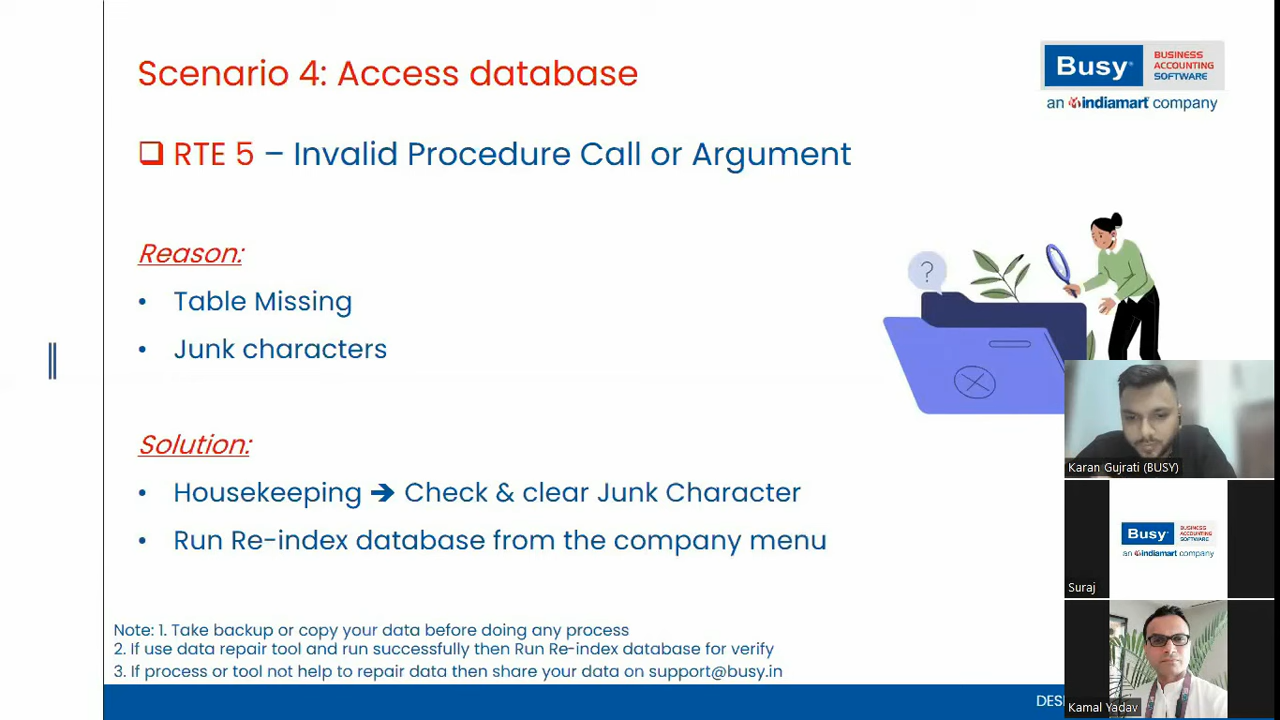 Scenario 4: Access database
Busy
BUSINESS
ACCOUNTING
SOFTWARE
an indiamart company
RTE 5 – Invalid Procedure Call or Argument
Reason:
• Table Missing
• Junk characters
?
Solution:
• Housekeeping ➔ Check & clear Junk Character
• Run Re-index database from the company menu
Note: 1. Take backup or copy your data before doing any process
2. If use data repair tool and run successfully then Run Re-index database for verify
3. If process or tool not help to repair data then share your data on support@busy.in
Karan Gujrati (BUSY)
Busy
BUSINESS
ACCOUNTING
SOFTWARE
an indiamart company
Suraj
Kamal Yadav